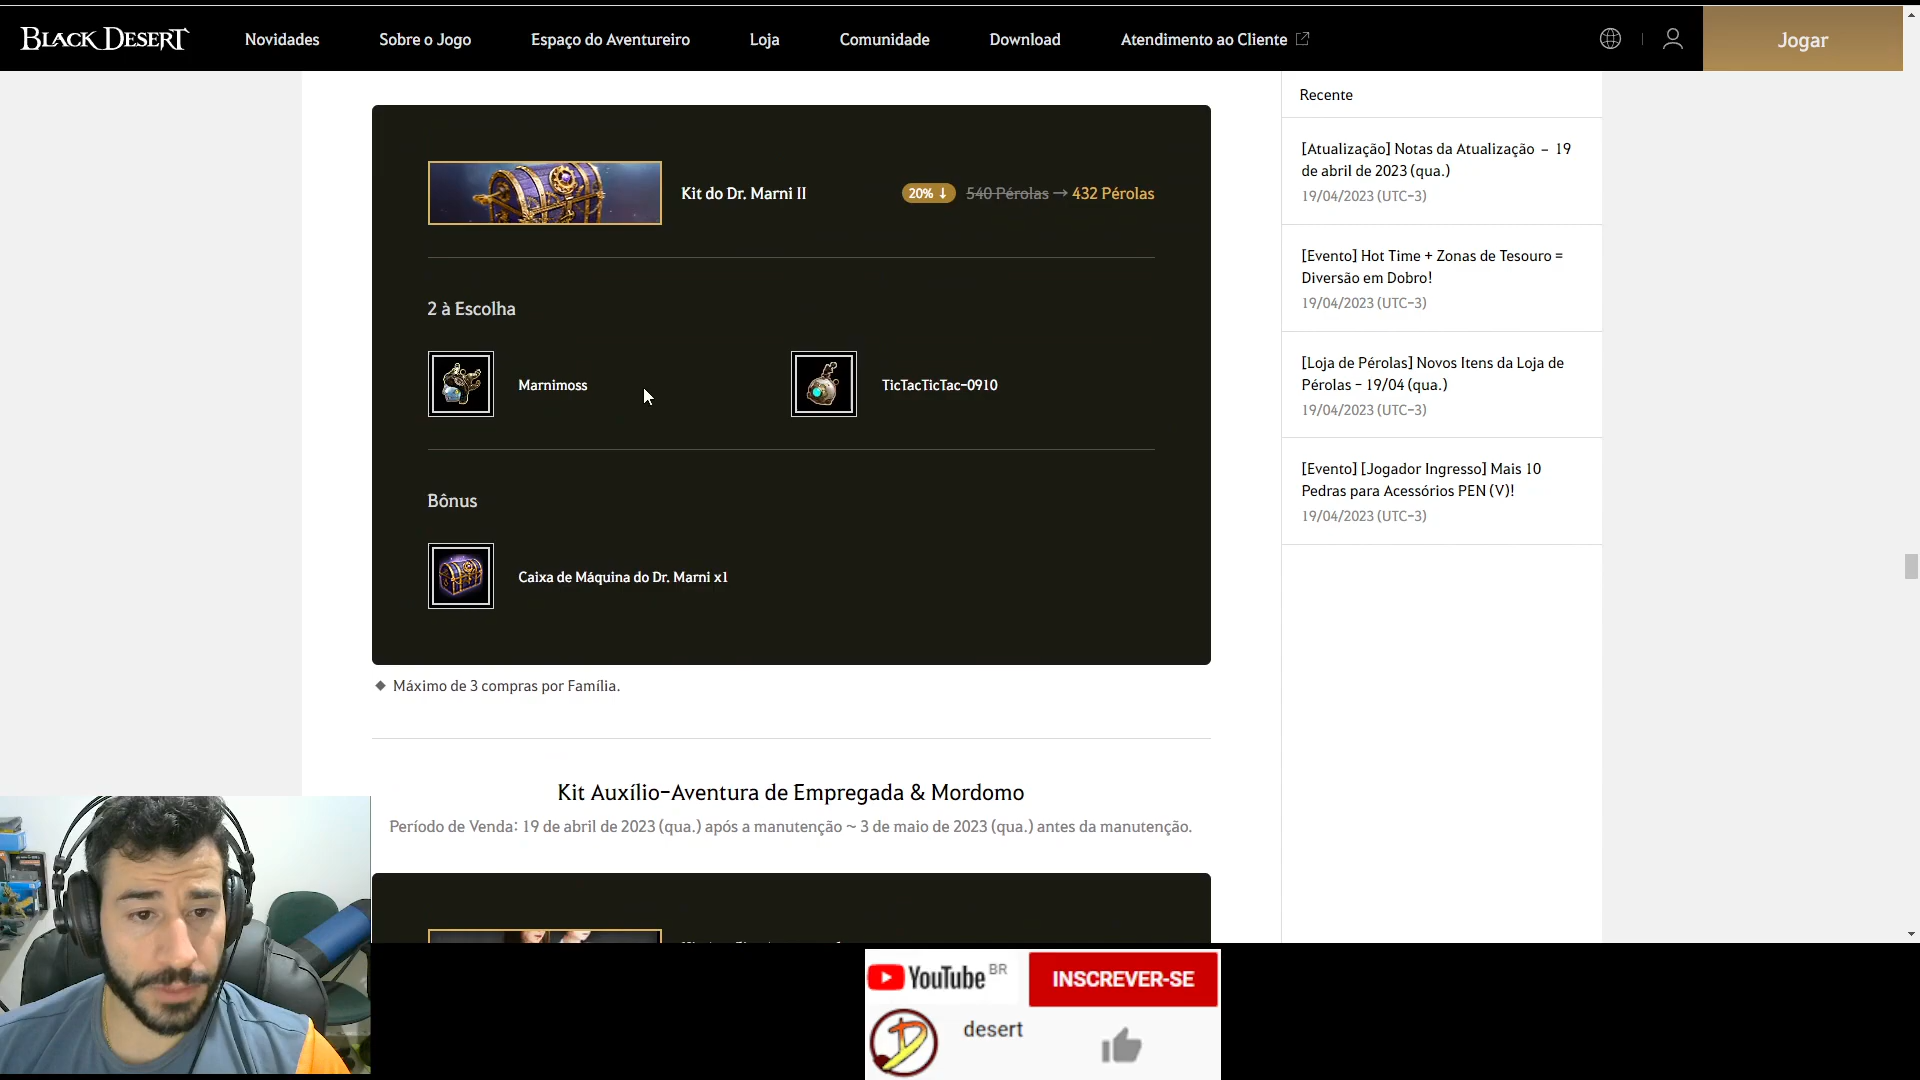 BLACK DESERT
Novidades
Sobre o Jogo
Espaço do Aventureiro
Loja
Comunidade
Download
Atendimento ao Cliente
Jogar
Kit do Dr. Marni II
20% ↓ 540 Pérolas → 432 Pérolas
2 à Escolha
Marnimoss
TicTacTicTac-0910
Bônus
Caixa de Máquina do Dr. Marni x1
◆ Máximo de 3 compras por Família.
Kit Auxílio-Aventura de Empregada & Mordomo
Período de Venda: 19 de abril de 2023 (qua.) após a manutenção ~ 3 de maio de 2023 (qua.) antes da manutenção.
Recente
[Atualização] Notas da Atualização – 19
de abril de 2023 (qua.)
19/04/2023 (UTC-3)
[Evento] Hot Time + Zonas de Tesouro =
Diversão em Dobro!
19/04/2023 (UTC-3)
[Loja de Pérolas] Novos Itens da Loja de
Pérolas - 19/04 (qua.)
19/04/2023 (UTC-3)
[Evento] [Jogador Ingresso] Mais 10
Pedras para Acessórios PEN (V)!
19/04/2023 (UTC-3)
YouTube BR
INSCREVER-SE
desert